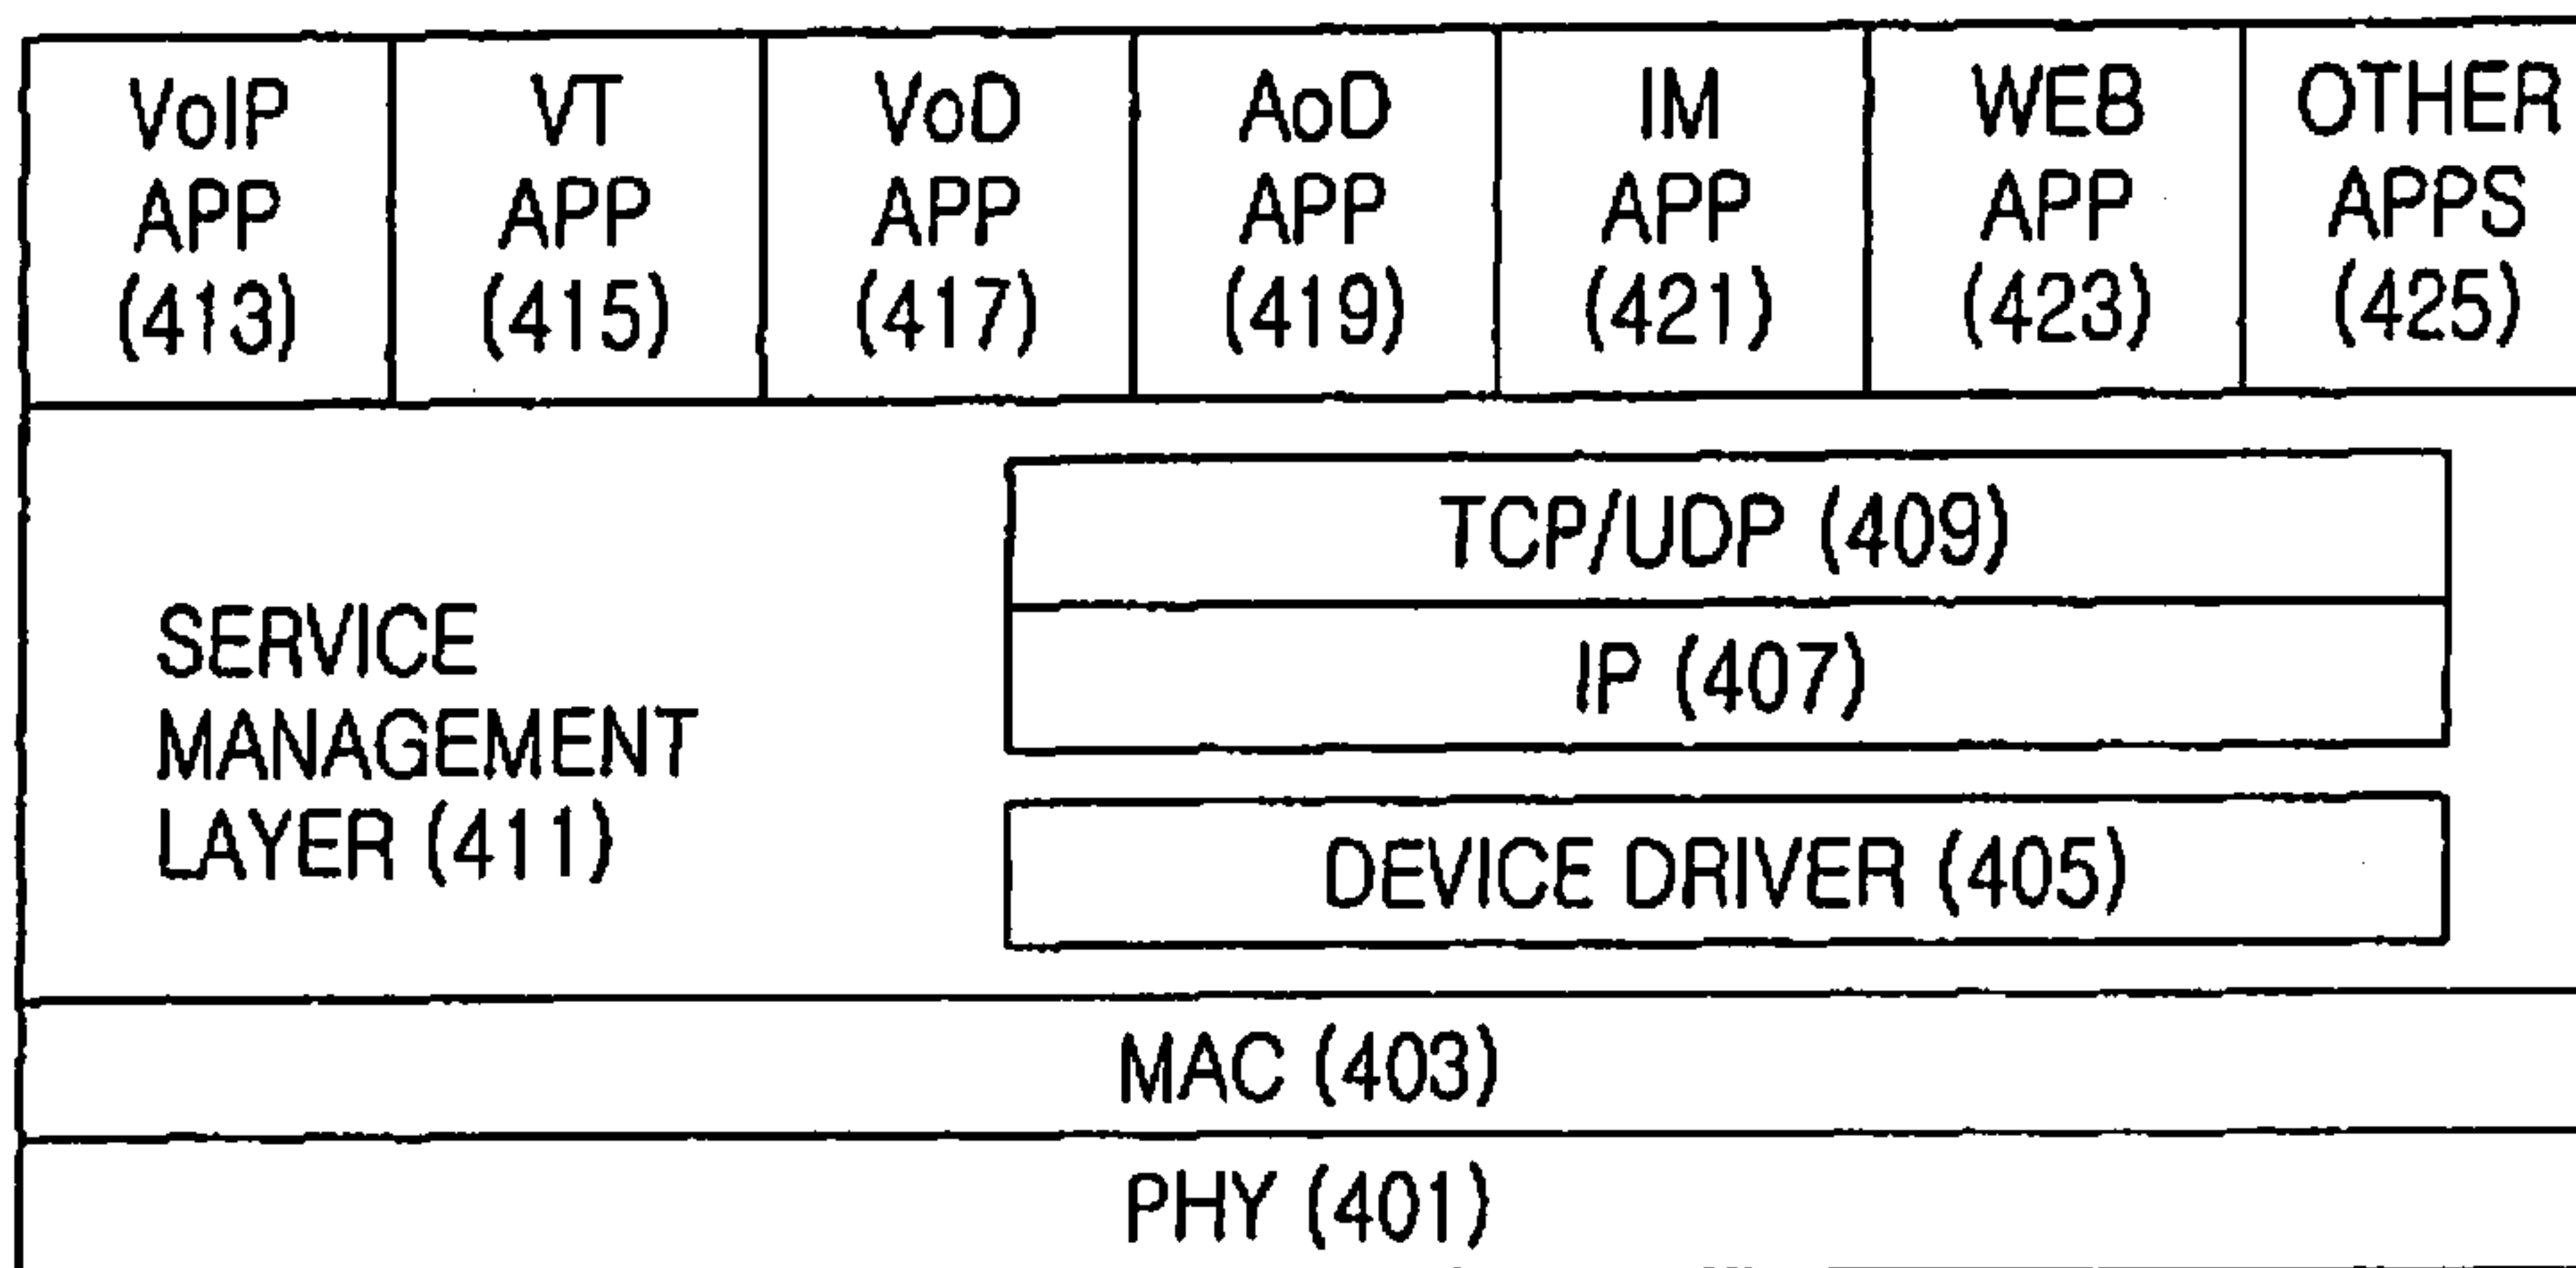 VoIP
APP
(413)
VT
APP
(415)
VoD
APP
(417)
AoD
APP
(419)
IM
APP
(421)
WEB
APP
(423)
OTHER
APPS
(425)
SERVICE
MANAGEMENT
LAYER (411)
TCP/UDP (409)
IP (407)
DEVICE DRIVER (405)
MAC (403)
PHY (401)